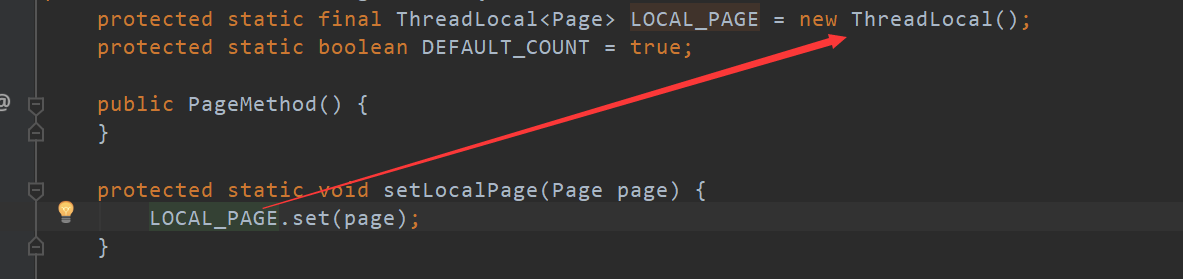 protected static final ThreadLocal<Page> LOCAL_PAGE = new ThreadLocal();
protected static boolean DEFAULT_COUNT = true;
@
public PageMethod() {
}
protected static void setLocalPage(Page page) {
LOCAL_PAGE.set(page);
}